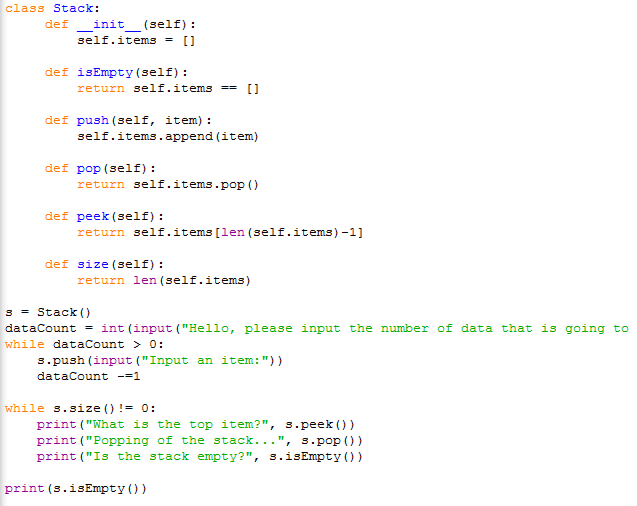 class Stack:
    def __init__(self):
        self.items = []
    def isEmpty(self):
        return self.items == []
    def push(self, item):
        self.items.append(item)
    def pop(self):
        return self.items.pop()
    def peek(self):
        return self.items[len(self.items)-1]
    def size(self):
        return len(self.items)
s = Stack()
dataCount = int(input("Hello, please input the number of data that is going to
while dataCount > 0:
    s.push(input("Input an item:"))
    dataCount -=1
while s.size()!= 0:
    print("What is the top item?", s.peek())
    print("Popping of the stack...", s.pop())
    print("Is the stack empty?", s.isEmpty())
print(s.isEmpty())